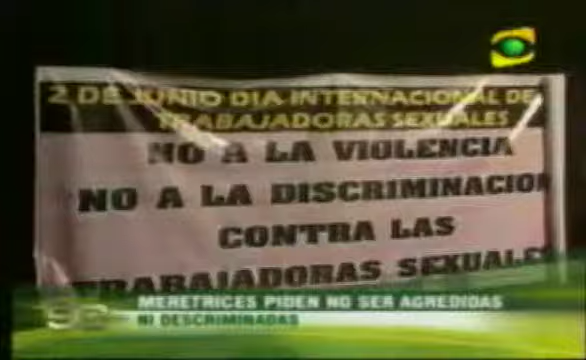 2 DE JUNIO DIA INTERNACIONAL DE
TRABAJADORAS SEXUALES
NO A LA VIOLENCIA
NO A LA DISCRIMINACION
CONTRA LAS
TRABAJADORAS SEXUALES
MERETRICES PIDEN NO SER AGREDIDAS
NI DESCRIMINADAS